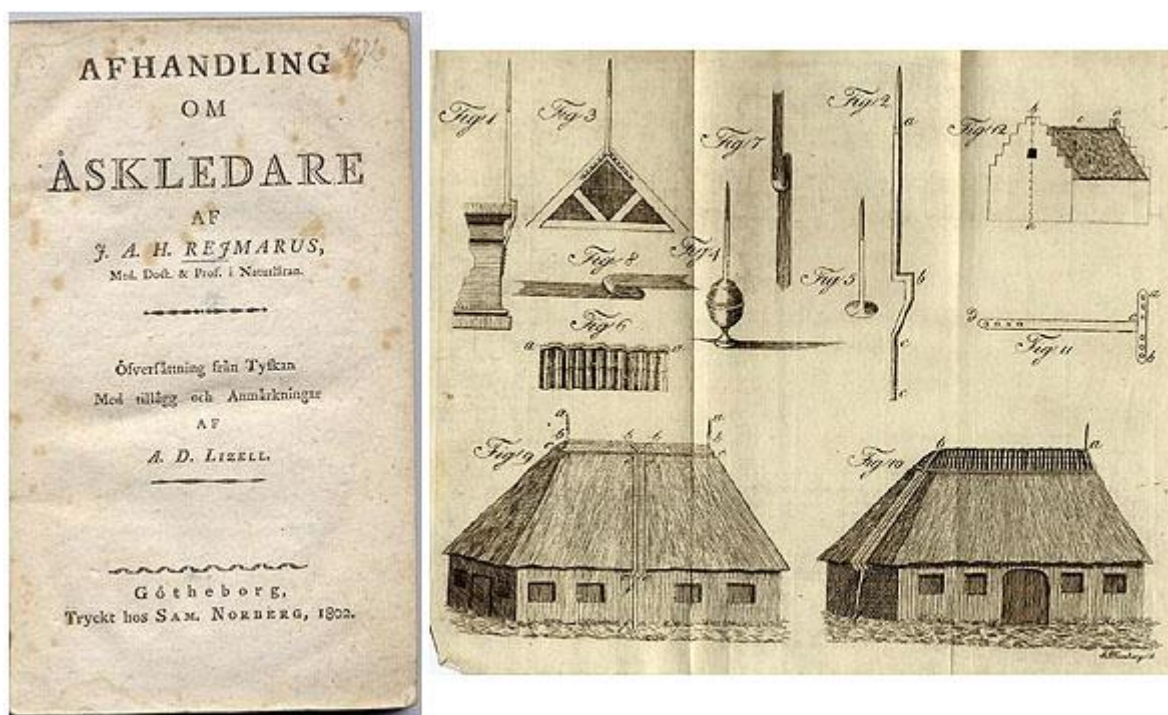 AFHANDLING
OM
ÅSKLEDARE
AF
J. A. H. REJMARUS,
Med. Doct. & Prof. i Naturläran.
Öfverſättning från Tyſkan
Med tillägg och Anmärkningar
AF
A. D. LIZELL.
Götheborg,
Tryckt hos SAM. NORBERG, 1802.
Fig 1
Fig 3
Fig 7
Fig 2
a
Fig 12
Fig 8
Fig 4
Fig 5
b
Fig 6
a
c
Fig 11
a
b
c
a
a
b
Fig 9
Fig 10
b
a